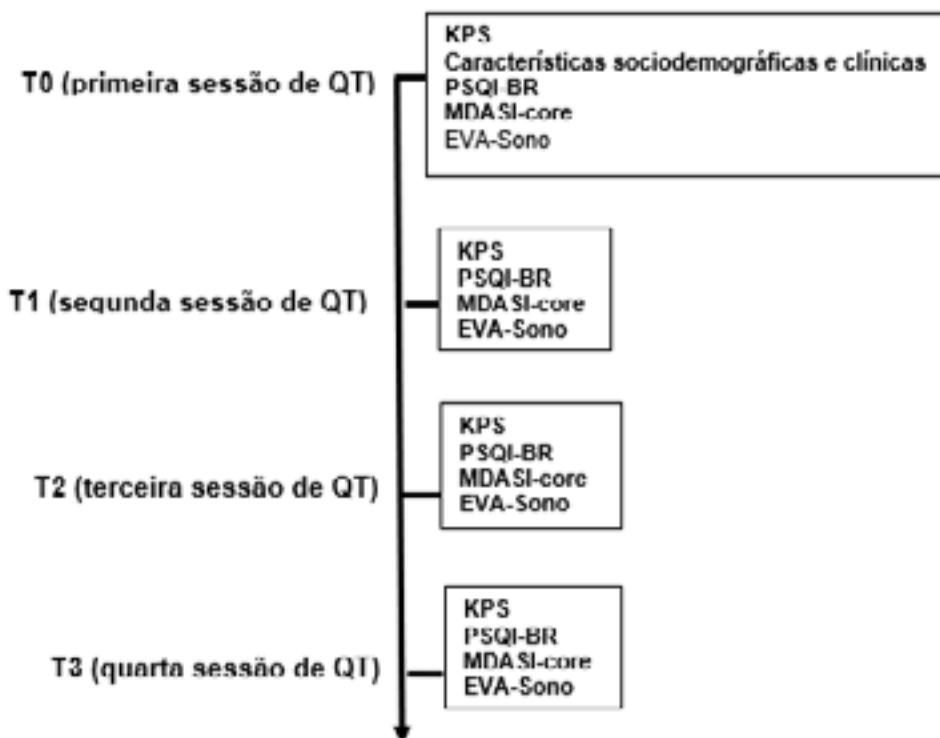 T0 (primeira sessão de QT)
KPS
Características sociodemográficas e clínicas
PSQI-BR
MDASI-core
EVA-Sono
T1 (segunda sessão de QT)
KPS
PSQI-BR
MDASI-core
EVA-Sono
T2 (terceira sessão de QT)
KPS
PSQI-BR
MDASI-core
EVA-Sono
T3 (quarta sessão de QT)
KPS
PSQI-BR
MDASI-core
EVA-Sono